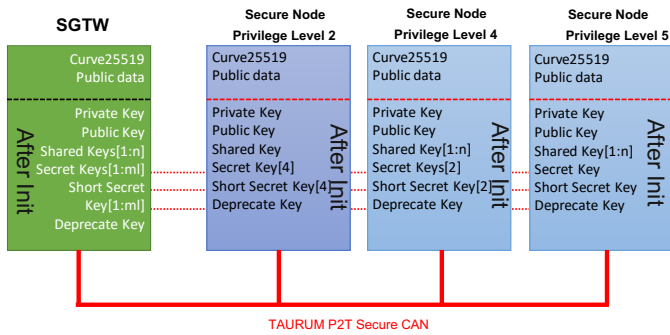 SGTW
Curve25519
Public data
After Init
Private Key
Public Key
Shared Keys[1:n]
Secret Keys[1:ml]
Short Secret
Key[1:ml]
Deprecate Key
Secure Node
Privilege Level 2
Curve25519
Public data
Private Key
Public Key
Shared Key
Secret Key[4]
Short Secret Key[4]
Deprecate Key
After Init
Secure Node
Privilege Level 4
Curve25519
Public data
Private Key
Public Key
Shared Key[1:n]
Secret Keys[2]
Short Secret Key[2]
Deprecate Key
After Init
Secure Node
Privilege Level 5
Curve25519
Public data
Private Key
Public Key
Shared Key[1:n]
Secret Key
Short Secret Key
Deprecate Key
After Init
TAURUM P2T Secure CAN